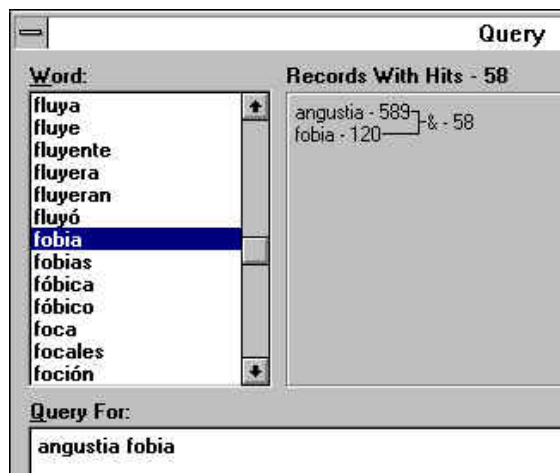 Query
Word:
fluya
fluye
fluyente
fluyera
fluyeran
fluyó
fobia
fobias
fóbica
fóbico
foca
focales
foción
Records With Hits - 58
angustia - 589
fobia - 120
& - 58
Query For:
angustia fobia